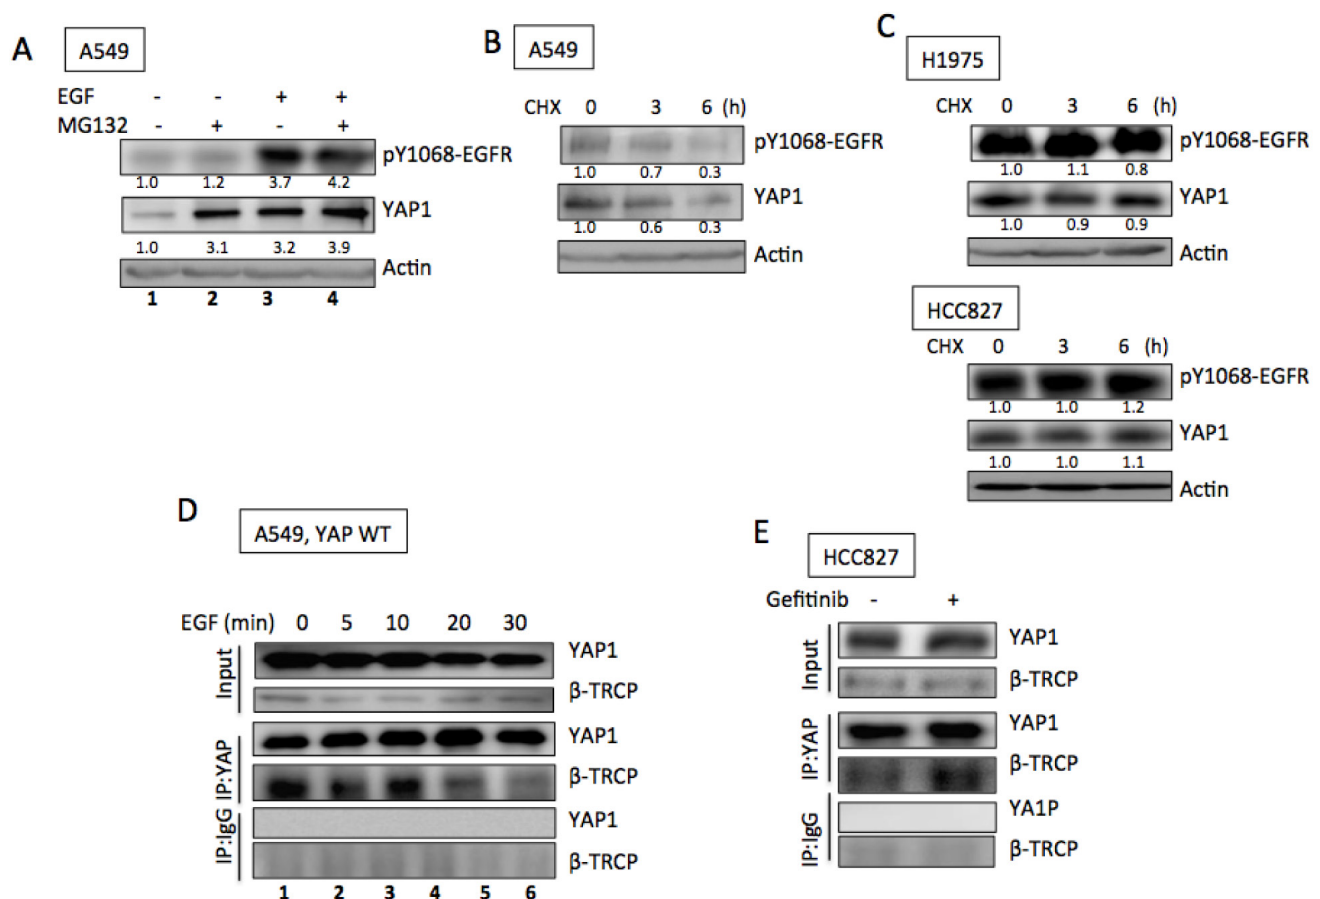 A
A549
EGF - - + +
MG132 - + - +
pY1068-EGFR
1.0 1.2 3.7 4.2
YAP1
1.0 3.1 3.2 3.9
Actin
1 2 3 4
B
A549
CHX 0 3 6 (h)
pY1068-EGFR
1.0 0.7 0.3
YAP1
1.0 0.6 0.3
Actin
C
H1975
CHX 0 3 6 (h)
pY1068-EGFR
1.0 1.1 0.8
YAP1
1.0 0.9 0.9
Actin
HCC827
CHX 0 3 6 (h)
pY1068-EGFR
1.0 1.0 1.2
YAP1
1.0 1.0 1.1
Actin
D
A549, YAP WT
EGF (min) 0 5 10 20 30
Input
YAP1
β-TRCP
IP:YAP
YAP1
β-TRCP
IP:IgG
YAP1
β-TRCP
1 2 3 4 5 6
E
HCC827
Gefitinib - +
Input
YAP1
β-TRCP
IP:YAP
YAP1
β-TRCP
IP:IgG
YA1P
β-TRCP